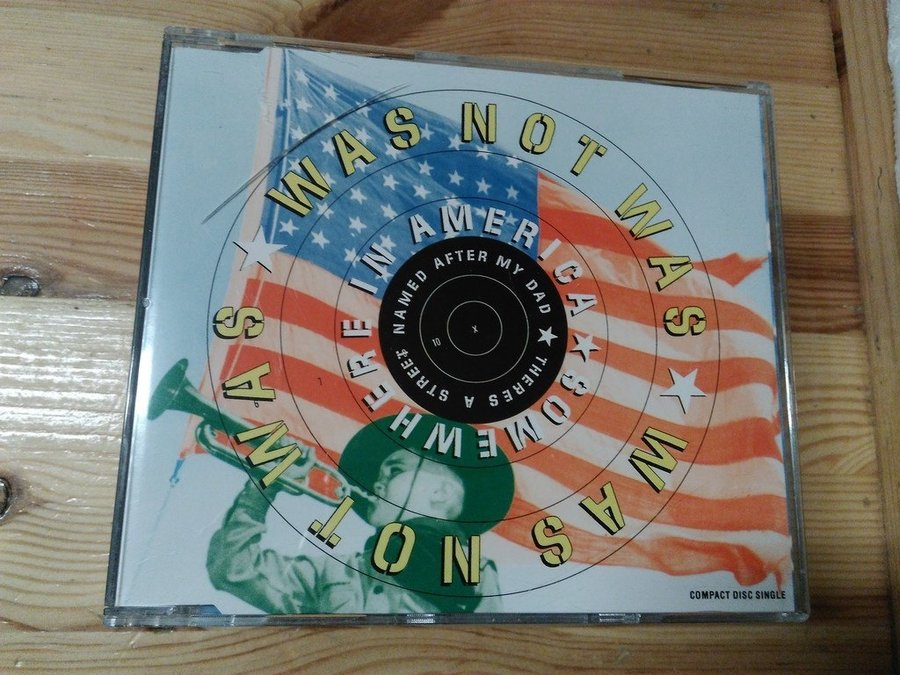 WAS NOT WAS ★ WAS NOT WAS ★
SOMEWHERE IN AMERICA ★
THERES A STREET NAMED AFTER MY DAD ★
10
X
7
COMPACT DISC SINGLE